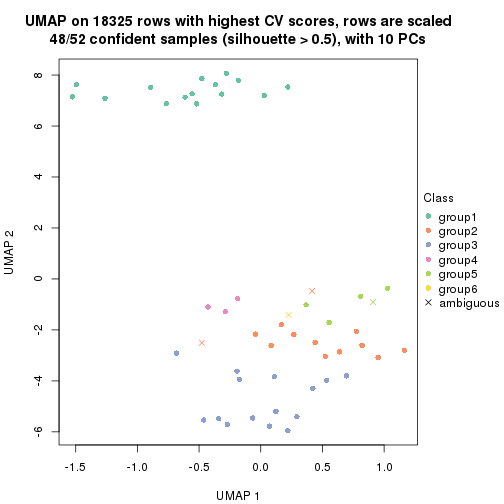 UMAP on 18325 rows with highest CV scores, rows are scaled
48/52 confident samples (silhouette > 0.5), with 10 PCs
8
6
4
2
0
-2
-4
-6
UMAP 2
-1.5
-1.0
-0.5
0.0
0.5
1.0
UMAP 1
Class
group1
group2
group3
group4
group5
group6
ambiguous